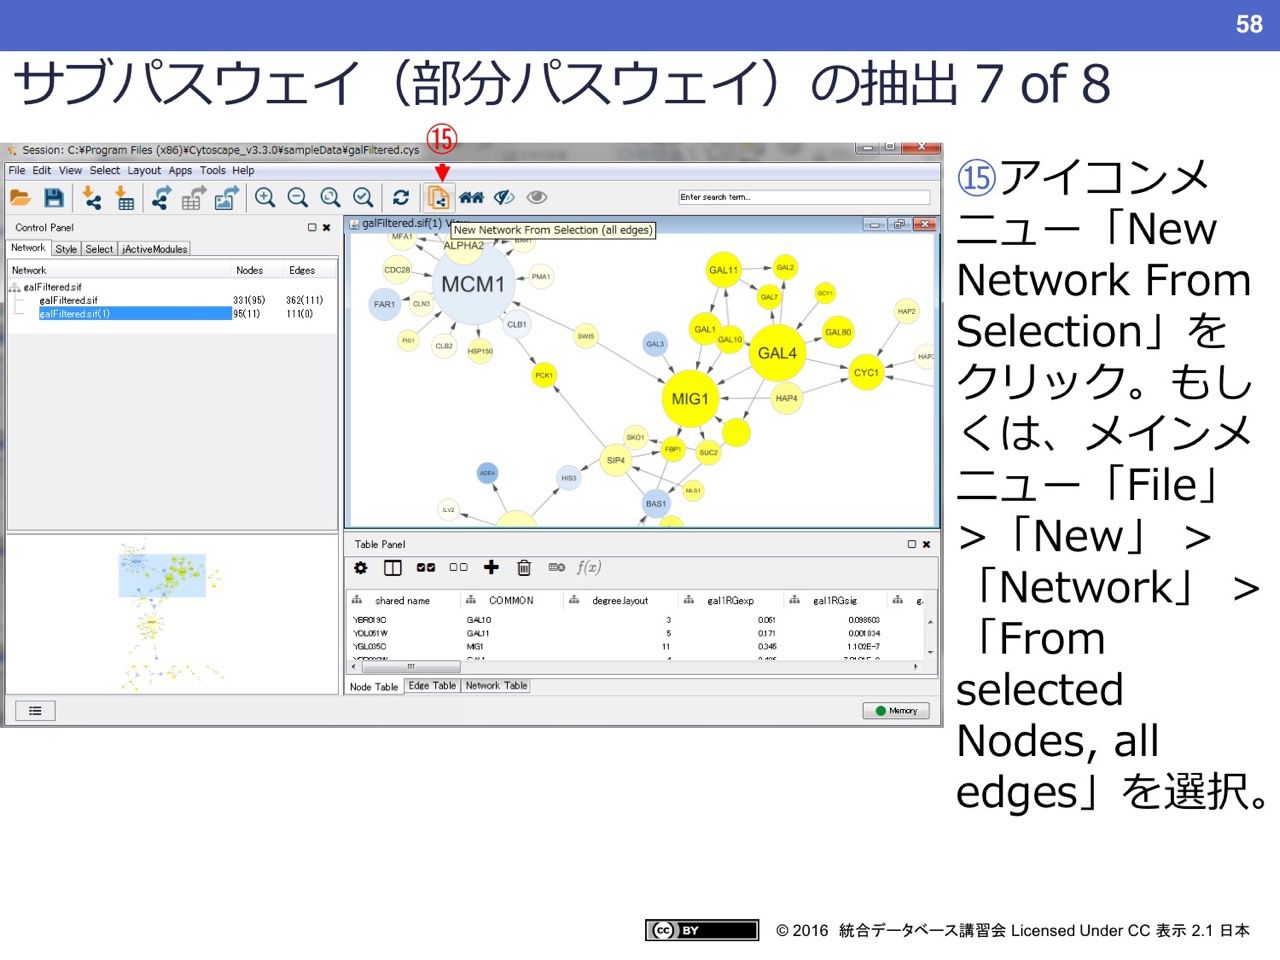 58
サブパスウェイ（部分パスウェイ）の抽出 7 of 8
⑮
Session: C:¥Program Files (x86)¥Cytoscape_v3.3.0¥sampleData¥galFiltered.cys
File Edit View Select Layout Apps Tools Help
Enter search term...
Control Panel
Network Style Select jActiveModules
Network Nodes Edges
galFiltered.sif
galFiltered.sif 331(95) 362(111)
galFiltered.sif(1) 95(11) 111(0)
galFiltered.sif(1) Vi
New Network From Selection (all edges)
MFA1
ALPHA2
CDC28
MCM1
PMA1
FAR1
CLN3
CLB1
CLB2
HSP150
SWI5
PCK1
GAL11
GAL2
GAL7
GCY1
GAL1
GAL10
GAL3
GAL4
GAL80
HAP2
CYC1
MIG1
HAP4
SKO1
FBP1
SUC2
SIP4
ADE4
HIS3
MLS1
ILV2
BAS1
Table Panel
f(x)
shared name COMMON degree.layout gal1RGexp gal1RGsig g
YBR019C GAL10 3 0.061 0.098603
YOL051W GAL11 5 0.171 0.001834
YGL035C MIG1 11 0.345 1.102E-7
Node Table Edge Table Network Table
Memory
⑮アイコンメ
ニュー「New
Network From
Selection」を
クリック。もし
くは、メインメ
ニュー「File」
>「New」 >
「Network」 >
「From
selected
Nodes, all
edges」を選択。
cc BY
© 2016 統合データベース講習会 Licensed Under CC 表示 2.1 日本